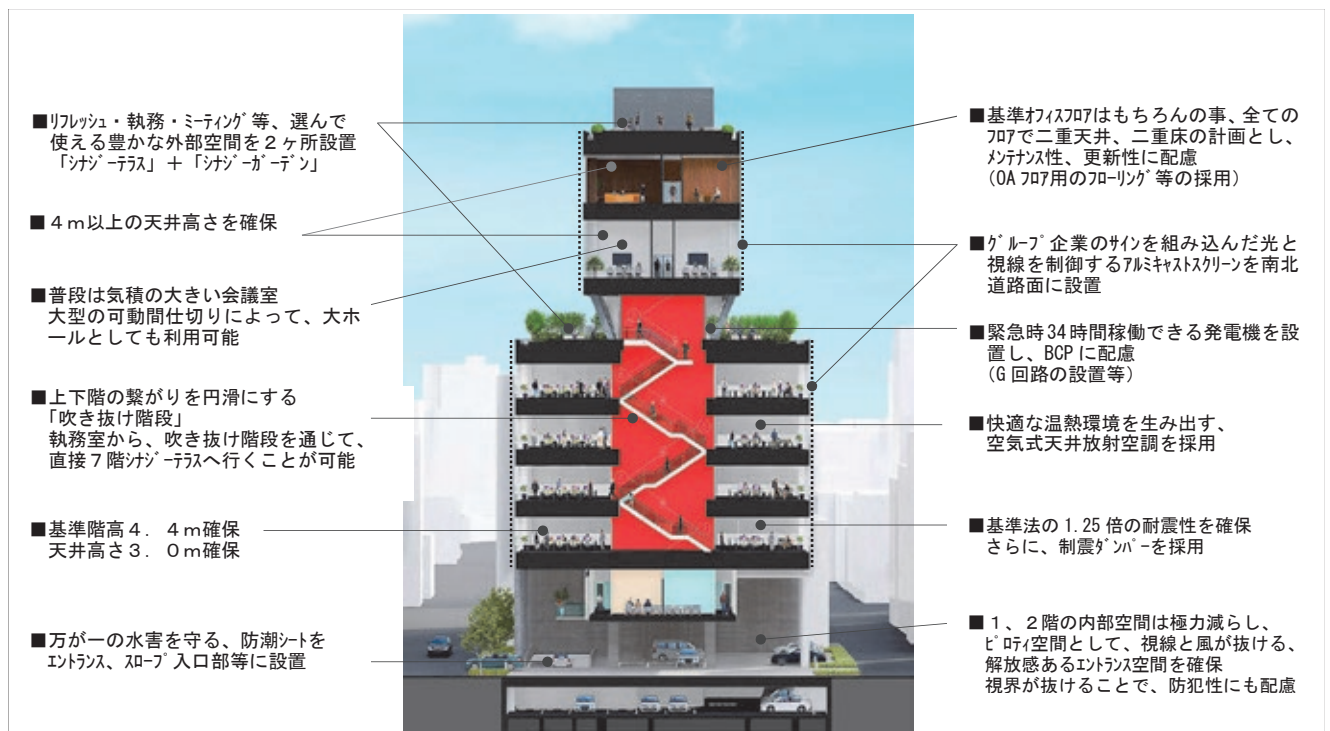 ■ﾘﾌﾚｯｼｭ・執務・ﾐｰﾃｨﾝｸﾞ等、選んで
使える豊かな外部空間を２ヶ所設置
「ｼﾅｼﾞｰﾃﾗｽ」＋「ｼﾅｼﾞｰｶﾞｰﾃﾞﾝ」
■４ｍ以上の天井高さを確保
■普段は気積の大きい会議室
大型の可動間仕切りによって、大ホ
ールとしても利用可能
■上下階の繋がりを円滑にする
「吹き抜け階段」
執務室から、吹き抜け階段を通じて、
直接７階ｼﾅｼﾞｰﾃﾗｽへ行くことが可能
■基準階高４．４ｍ確保
天井高さ３．０ｍ確保
■万が一の水害を守る、防潮ｼｰﾄを
ｴﾝﾄﾗﾝｽ、ｽﾛｰﾌﾟ入口部等に設置
■基準ｵﾌｨｽﾌﾛｱはもちろんの事、全ての
ﾌﾛｱで二重天井、二重床の計画とし、
ﾒﾝﾃﾅﾝｽ性、更新性に配慮
(OAﾌﾛｱ用のﾌﾛｰﾘﾝｸﾞ等の採用)
■ｸﾞﾙｰﾌﾟ企業のｻｲﾝを組み込んだ光と
視線を制御するｱﾙﾐｷｬｽﾄｽｸﾘｰﾝを南北
道路面に設置
■緊急時34時間稼働できる発電機を設
置し、BCPに配慮
(G回路の設置等)
■快適な温熱環境を生み出す、
空気式天井放射空調を採用
■基準法の1.25倍の耐震性を確保
さらに、制震ﾀﾞﾝﾊﾟｰを採用
■１、２階の内部空間は極力減らし、
ﾋﾟﾛﾃｨ空間として、視線と風が抜ける、
解放感あるｴﾝﾄﾗﾝｽ空間を確保
視界が抜けることで、防犯性にも配慮